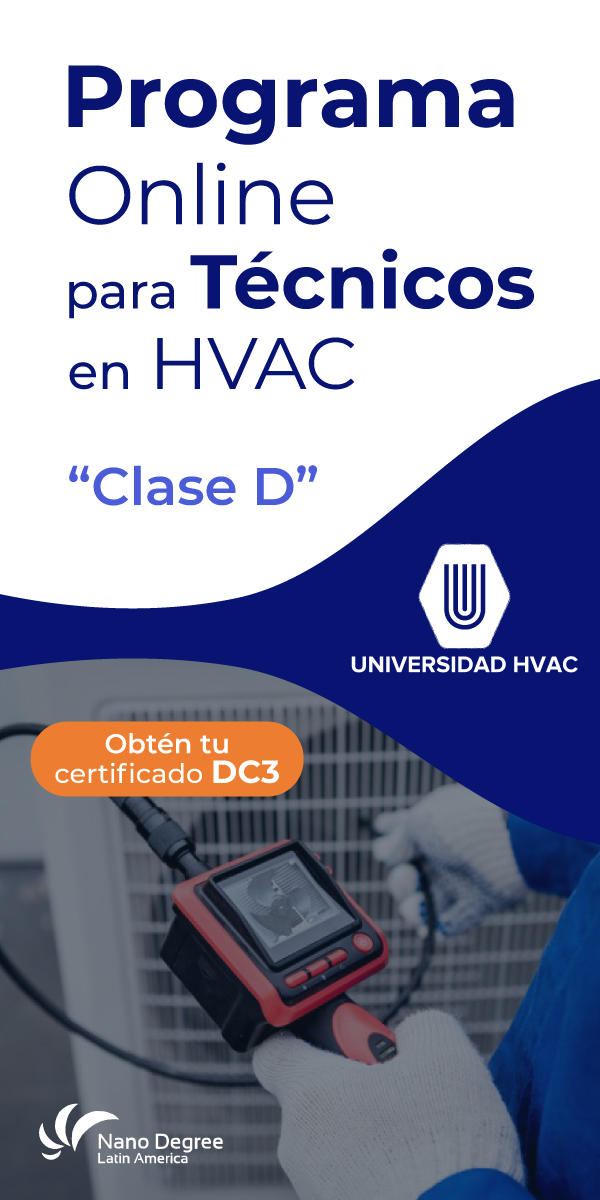 Programa
Online
para Técnicos
en HVAC
“Clase D”
UNIVERSIDAD HVAC
Obtén tu
certificado DC3
Nano Degree
Latin America